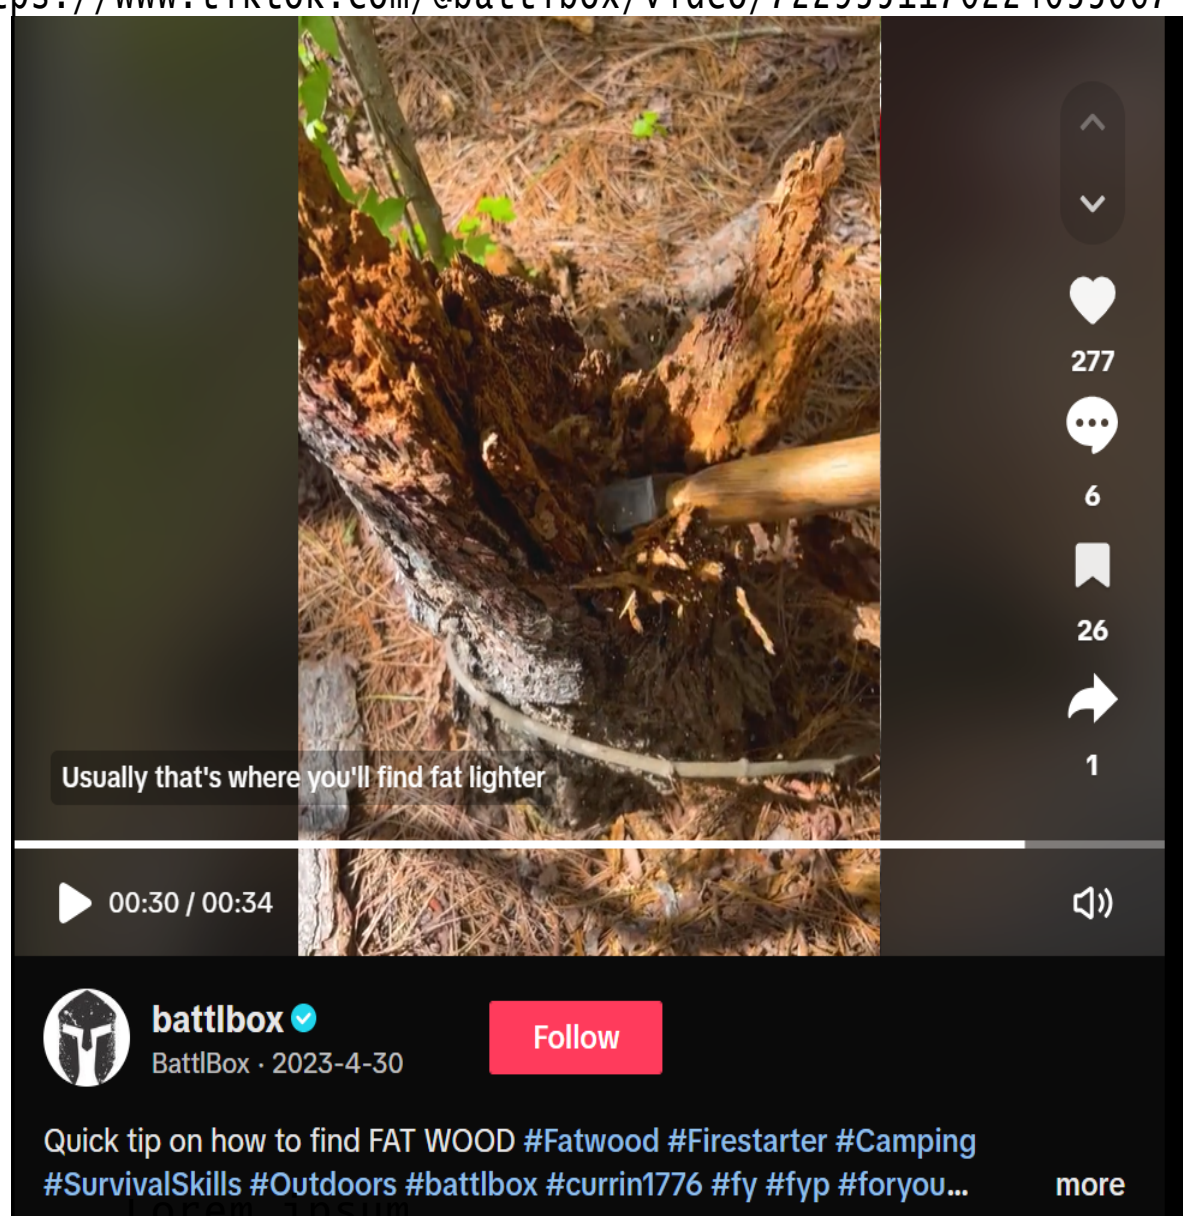 Usually that's where you'll find fat lighter
277
6
26
1
00:30 / 00:34
battlbox
BattlBox · 2023-4-30
Follow
Quick tip on how to find FAT WOOD #Fatwood #Firestarter #Camping
#SurvivalSkills #Outdoors #battlbox #currin1776 #fy #fyp #foryou...
more
Lorem ipsum